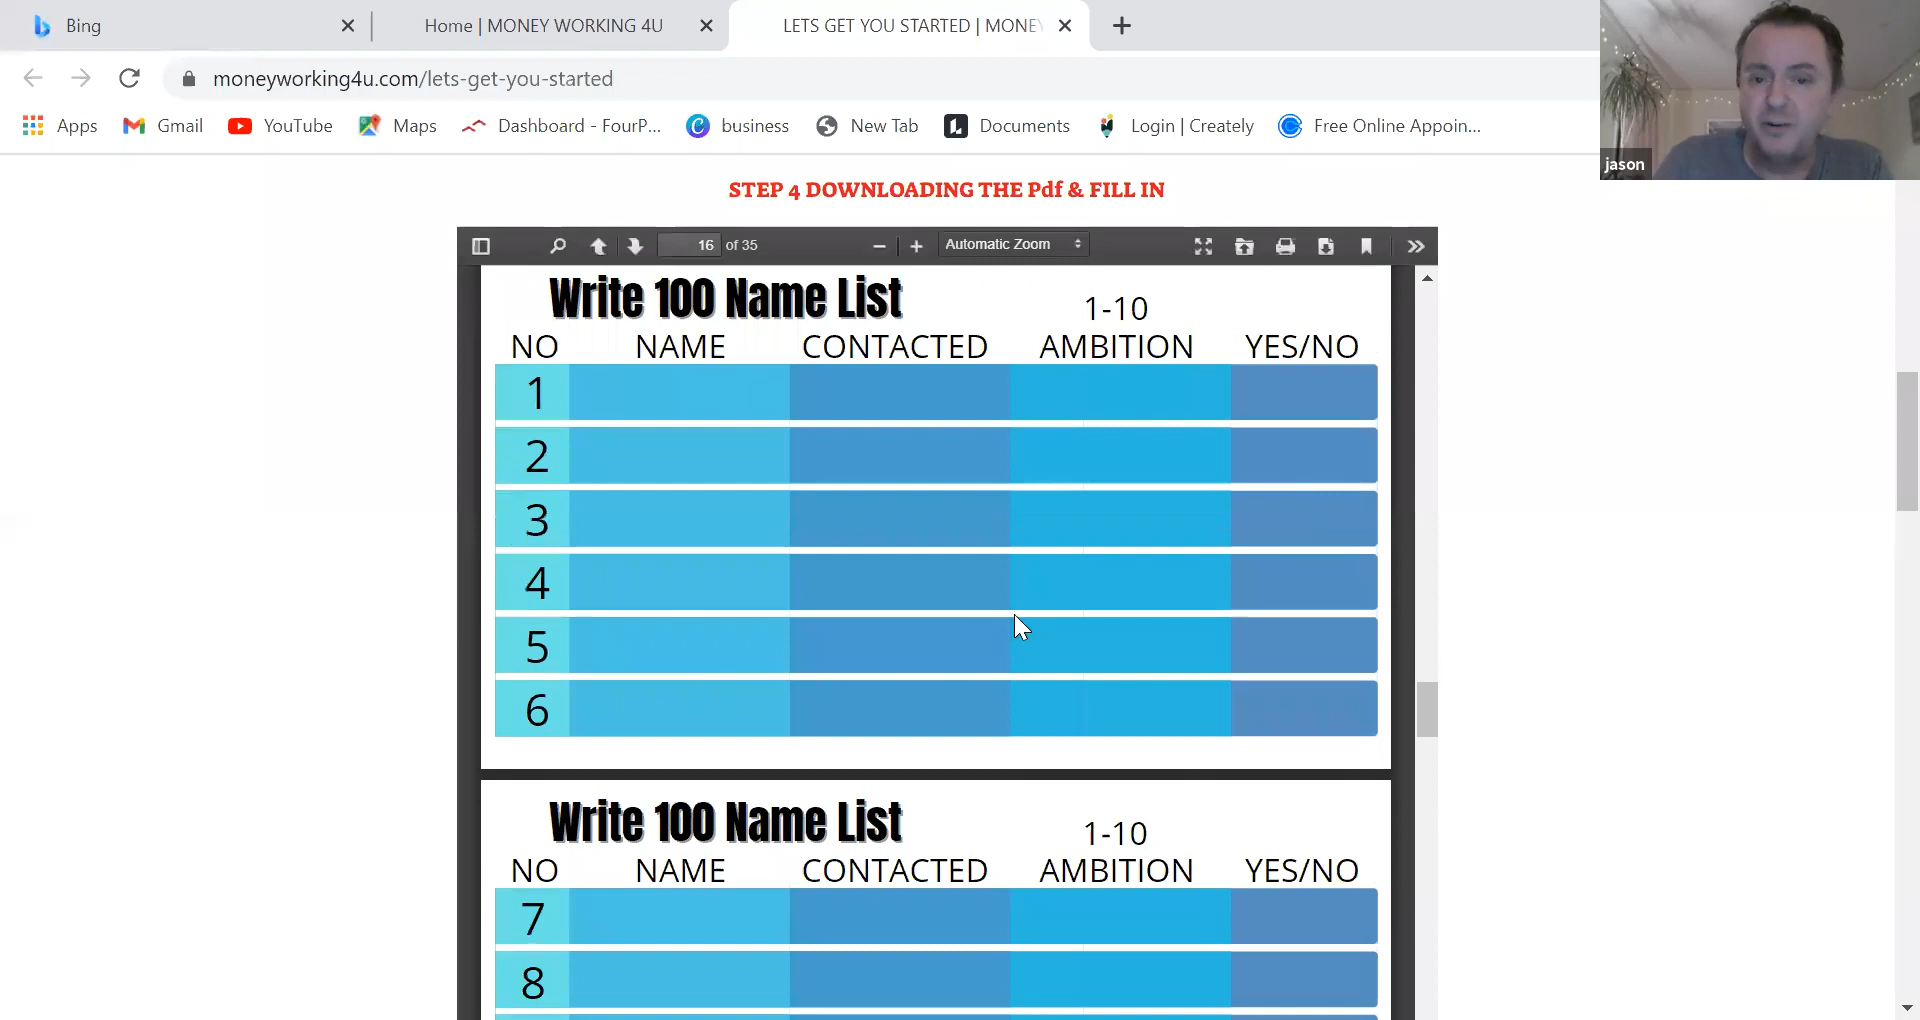 Bing
Home | MONEY WORKING 4U
LETS GET YOU STARTED | MONEY
moneyworking4u.com/lets-get-you-started
Apps
Gmail
YouTube
Maps
Dashboard - FourP...
business
New Tab
Documents
Login | Creately
Free Online Appoin...
jason
STEP 4 DOWNLOADING THE Pdf & FILL IN
16 of 35
Automatic Zoom
Write 100 Name List
1-10
NO NAME CONTACTED AMBITION YES/NO
1
2
3
4
5
6
Write 100 Name List
1-10
NO NAME CONTACTED AMBITION YES/NO
7
8